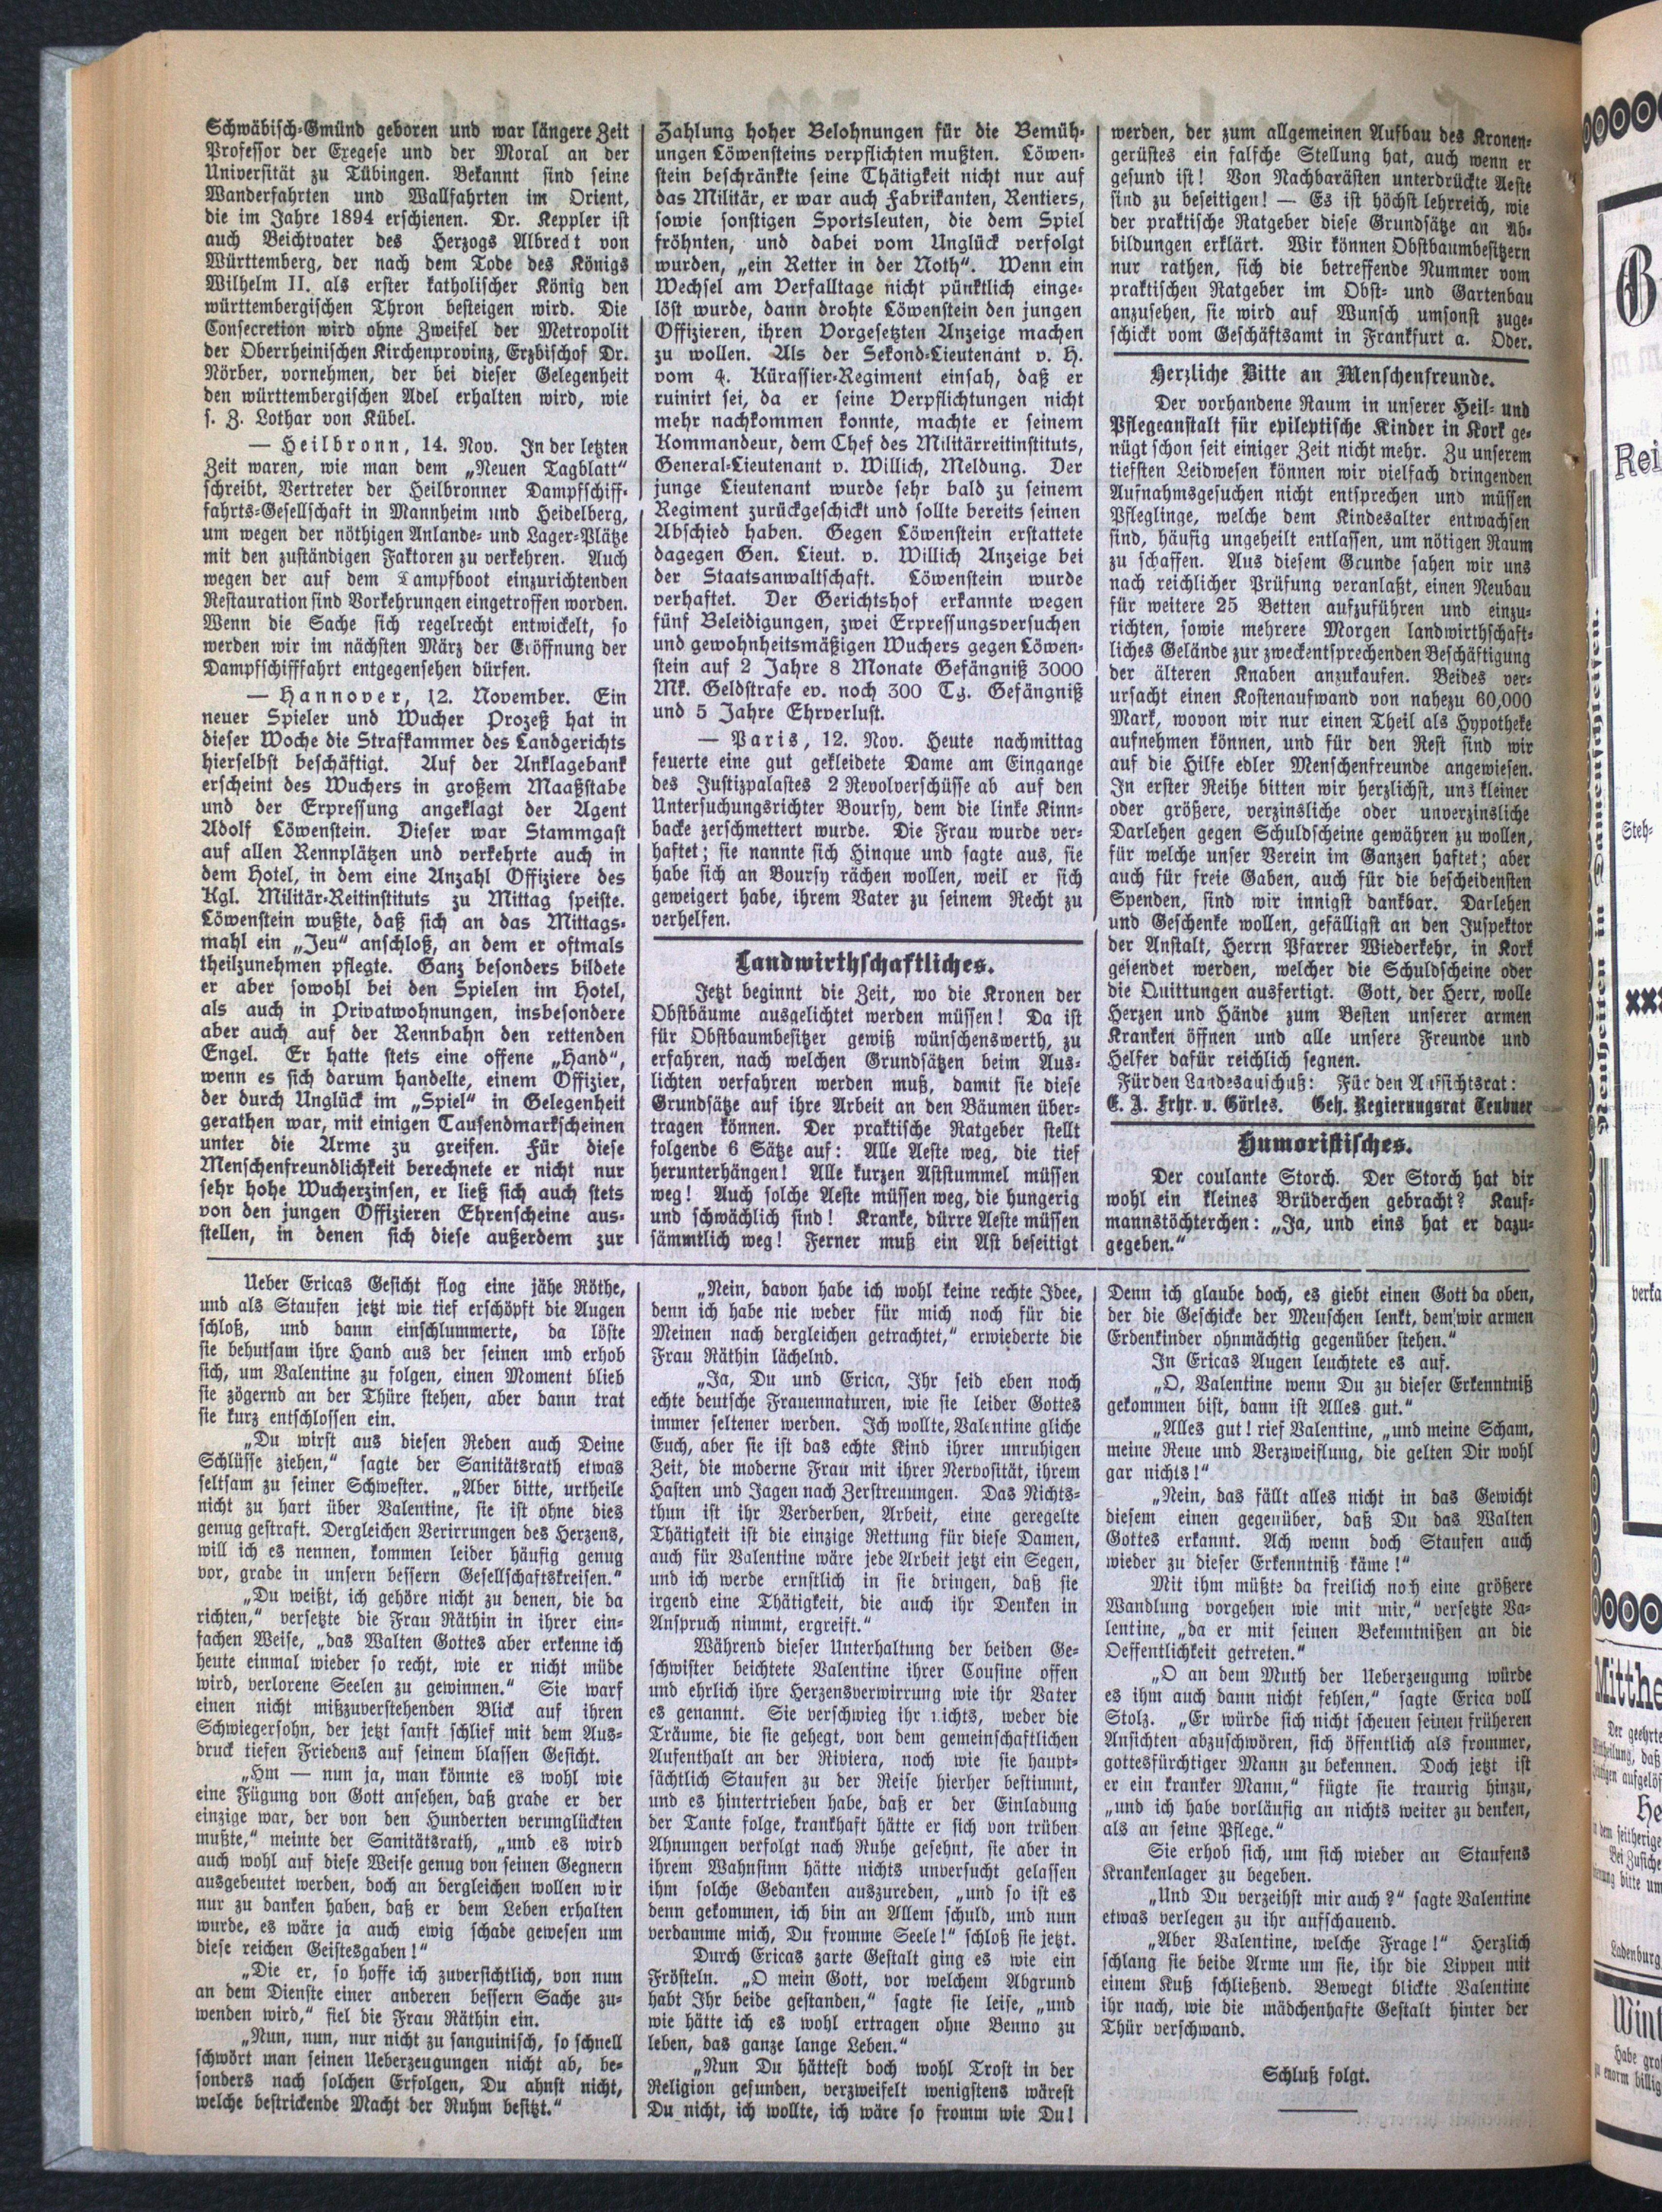 Schwäbisch-Gmünd geboren und war längere Zeit
Professor der Exegese und der Moral an der
Universität zu Tübingen. Bekannt sind seine
Wanderfahrten und Wallfahrten im Orient,
die im Jahre 1894 erschienen. Dr. Keppler ist
auch Beichtvater des Herzogs Albrecht von
Württemberg, der nach dem Tode des Königs
Wilhelm II. als erster katholischer König den
württembergischen Thron besteigen wird. Die
Consecretion wird ohne Zweifel der Metropolit
der Oberrheinischen Kirchenprovinz, Erzbischof Dr.
Nörber, vornehmen, der bei dieser Gelegenheit
den württembergischen Adel erhalten wird, wie
s. Z. Lothar von Kübel.
— Heilbronn, 14. Nov. In der letzten
Zeit waren, wie man dem „Neuen Tagblatt"
schreibt, Vertreter der Heilbronner Dampfschiff-
fahrts-Gesellschaft in Mannheim und Heidelberg,
um wegen der nöthigen Anlande- und Lager-Plätze
mit den zuständigen Faktoren zu verkehren. Auch
wegen der auf dem Dampfboot einzurichtenden
Restauration sind Vorkehrungen eingetroffen worden.
Wenn die Sache sich regelrecht entwickelt, so
werden wir im nächsten März der Eröffnung der
Dampfschifffahrt entgegensehen dürfen.
— Hannover, 12. November. Ein
neuer Spieler und Wucher Prozeß hat in
dieser Woche die Strafkammer des Landgerichts
hierselbst beschäftigt. Auf der Anklagebank
erscheint des Wuchers in großem Maaßstabe
und der Erpressung angeklagt der Agent
Adolf Löwenstein. Dieser war Stammgast
auf allen Rennplätzen und verkehrte auch in
dem Hotel, in dem eine Anzahl Offiziere des
Kgl. Militär-Reitinstituts zu Mittag speiste.
Löwenstein wußte, daß sich an das Mittags-
mahl ein „Jeu" anschloß, an dem er oftmals
theilzunehmen pflegte. Ganz besonders bildete
er aber sowohl bei den Spielen im Hotel,
als auch in Privatwohnungen, insbesondere
aber auch auf der Rennbahn den rettenden
Engel. Er hatte stets eine offene „Hand",
wenn es sich darum handelte, einem Offizier,
der durch Unglück im „Spiel" in Gelegenheit
gerathen war, mit einigen Tausendmarkscheinen
unter die Arme zu greifen. Für diese
Menschenfreundlichkeit berechnete er nicht nur
sehr hohe Wucherzinsen, er ließ sich auch stets
von den jungen Offizieren Ehrenscheine aus-
stellen, in denen sich diese außerdem zur
Zahlung hoher Belohnungen für die Bemüh-
ungen Löwensteins verpflichten mußten. Löwen-
stein beschränkte seine Thätigkeit nicht nur auf
das Militär, er war auch Fabrikanten, Rentiers,
sowie sonstigen Sportsleuten, die dem Spiel
fröhnten, und dabei vom Unglück verfolgt
wurden, „ein Retter in der Noth". Wenn ein
Wechsel am Verfalltage nicht pünktlich einge-
löst wurde, dann drohte Löwenstein den jungen
Offizieren, ihren Vorgesetzten Anzeige machen
zu wollen. Als der Sekond-Lieutenant v. H.
vom 4. Kürassier-Regiment einsah, daß er
ruinirt sei, da er seine Verpflichtungen nicht
mehr nachkommen konnte, machte er seinem
Kommandeur, dem Chef des Militärreitinstituts,
General-Lieutenant v. Willich, Meldung. Der
junge Lieutenant wurde sehr bald zu seinem
Regiment zurückgeschickt und sollte bereits seinen
Abschied haben. Gegen Löwenstein erstattete
dagegen Gen. Lieut. v. Willich Anzeige bei
der Staatsanwaltschaft. Löwenstein wurde
verhaftet. Der Gerichtshof erkannte wegen
fünf Beleidigungen, zwei Erpressungsversuchen
und gewohnheitsmäßigen Wuchers gegen Löwen-
stein auf 2 Jahre 8 Monate Gefängniß 3000
Mk. Geldstrafe ev. noch 300 Tg. Gefängniß
und 5 Jahre Ehrverlust.
— Paris, 12. Nov. Heute nachmittag
feuerte eine gut gekleidete Dame am Eingange
des Justizpalastes 2 Revolverschüsse ab auf den
Untersuchungsrichter Boursy, dem die linke Kinn-
backe zerschmettert wurde. Die Frau wurde ver-
haftet; sie nannte sich Hinque und sagte aus, sie
habe sich an Boursy rächen wollen, weil er sich
geweigert habe, ihrem Vater zu seinem Recht zu
verhelfen.
Landwirthschaftliches.
Jetzt beginnt die Zeit, wo die Kronen der
Obstbäume ausgelichtet werden müssen! Da ist
für Obstbaumbesitzer gewiß wünschenswerth, zu
erfahren, nach welchen Grundsätzen beim Aus-
lichten verfahren werden muß, damit sie diese
Grundsätze auf ihre Arbeit an den Bäumen über-
tragen können. Der praktische Ratgeber stellt
folgende 6 Sätze auf: Alle Aeste weg, die tief
herunterhängen! Alle kurzen Aststummel müssen
weg! Auch solche Aeste müssen weg, die hungerig
und schwächlich sind! Kranke, dürre Aeste müssen
sämmtlich weg! Ferner muß ein Ast beseitigt
werden, der zum allgemeinen Aufbau des Kronen-
gerüstes ein falsche Stellung hat, auch wenn er
gesund ist! Von Nachbarästen unterdrückte Aeste
sind zu beseitigen! — Es ist höchst lehrreich, wie
der praktische Ratgeber diese Grundsätze an Ab-
bildungen erklärt. Wir können Obstbaumbesitzern
nur rathen, sich die betreffende Nummer vom
praktischen Ratgeber im Obst- und Gartenbau
anzusehen, sie wird auf Wunsch umsonst zuge-
schickt vom Geschäftsamt in Frankfurt a. Oder.
Herzliche Bitte an Menschenfreunde.
Der vorhandene Raum in unserer Heil- und
Pflegeanstalt für epileptische Kinder in Kork ge-
nügt schon seit einiger Zeit nicht mehr. Zu unserem
tiefsten Leidwesen können wir vielfach dringenden
Aufnahmsgesuchen nicht entsprechen und müssen
Pfleglinge, welche dem Kindesalter entwachsen
sind, häufig ungeheilt entlassen, um nötigen Raum
zu schaffen. Aus diesem Grunde sahen wir uns
nach reichlicher Prüfung veranlaßt, einen Neubau
für weitere 25 Betten aufzuführen und einzu-
richten, sowie mehrere Morgen landwirthschaft-
liches Gelände zur zweckentsprechenden Beschäftigung
der älteren Knaben anzukaufen. Beides ver-
ursacht einen Kostenaufwand von nahezu 60,000
Mark, wovon wir nur einen Theil als Hypotheke
aufnehmen können, und für den Rest sind wir
auf die Hilfe edler Menschenfreunde angewiesen.
In erster Reihe bitten wir herzlichst, uns kleiner
oder größere, verzinsliche oder unverzinsliche
Darlehen gegen Schuldscheine gewähren zu wollen,
für welche unser Verein im Ganzen haftet; aber
auch für freie Gaben, auch für die bescheidensten
Spenden, sind wir innigst dankbar. Darlehen
und Geschenke wollen, gefälligst an den Juspektor
der Anstalt, Herrn Pfarrer Wiederkehr, in Kork
gesendet werden, welcher die Schuldscheine oder
die Quittungen ausfertigt. Gott, der Herr, wolle
Herzen und Hände zum Besten unserer armen
Kranken öffnen und alle unsere Freunde und
Helfer dafür reichlich segnen.
Für den Landesauschuß: Für den Aufsichtsrat:
E. A. Frhr. v. Görles. Geh. Regierungsrat Teubner
Humoristisches.
Der coulante Storch. Der Storch hat dir
wohl ein kleines Brüderchen gebracht? Kauf-
mannstöchterchen: „Ja, und eins hat er dazu-
gegeben."
Ueber Ericas Gesicht flog eine jähe Röthe,
und als Staufen jetzt wie tief erschöpft die Augen
schloß, und dann einschlummerte, da löste
sie behutsam ihre Hand aus der seinen und erhob
sich, um Valentine zu folgen, einen Moment blieb
sie zögernd an der Thüre stehen, aber dann trat
sie kurz entschlossen ein.
„Du wirst aus diesen Reden auch Deine
Schlüsse ziehen," sagte der Sanitätsrath etwas
seltsam zu seiner Schwester. „Aber bitte, urtheile
nicht zu hart über Valentine, sie ist ohne dies
genug gestraft. Dergleichen Verirrungen des Herzens,
will ich es nennen, kommen leider häufig genug
vor, grade in unsern bessern Gesellschaftskreisen."
„Du weißt, ich gehöre nicht zu denen, die da
richten," versetzte die Frau Räthin in ihrer ein-
fachen Weise, „das Walten Gottes aber erkenne ich
heute einmal wieder so recht, wie er nicht müde
wird, verlorene Seelen zu gewinnen." Sie warf
einen nicht mißzuverstehenden Blick auf ihren
Schwiegersohn, der jetzt sanft schlief mit dem Aus-
druck tiefen Friedens auf seinem blassen Gesicht.
„Hm — nun ja, man könnte es wohl wie
eine Fügung von Gott ansehen, daß grade er der
einzige war, der von den Hunderten verunglückten
mußte," meinte der Sanitätsrath, „und es wird
auch wohl auf diese Weise genug von seinen Gegnern
ausgebeutet werden, doch an dergleichen wollen wir
nur zu danken haben, daß er dem Leben erhalten
wurde, es wäre ja auch ewig schade gewesen um
diese reichen Geistesgaben!"
„Die er, so hoffe ich zuversichtlich, von nun
an dem Dienste einer anderen bessern Sache zu-
wenden wird," fiel die Frau Räthin ein.
„Nun, nun, nur nicht zu sanguinisch, so schnell
schwört man seinen Ueberzeugungen nicht ab, be-
sonders nach solchen Erfolgen, Du ahnst nicht,
welche bestrickende Macht der Ruhm besitzt."
„Nein, davon habe ich wohl keine rechte Idee,
denn ich habe nie weder für mich noch für die
Meinen nach dergleichen getrachtet," erwiederte die
Frau Räthin lächelnd.
„Ja, Du und Erica, Ihr seid eben noch
echte deutsche Frauennaturen, wie sie leider Gottes
immer seltener werden. Ich wollte, Valentine gliche
Euch, aber sie ist das echte Kind ihrer unruhigen
Zeit, die moderne Frau mit ihrer Nervosität, ihrem
Hasten und Jagen nach Zerstreuungen. Das Nichts-
thun ist ihr Verderben, Arbeit, eine geregelte
Thätigkeit ist die einzige Rettung für diese Damen,
auch für Valentine wäre jede Arbeit jetzt ein Segen,
und ich werde ernstlich in sie dringen, daß sie
irgend eine Thätigkeit, die auch ihr Denken in
Anspruch nimmt, ergreift."
Während dieser Unterhaltung der beiden Ge-
schwister beichtete Valentine ihrer Cousine offen
und ehrlich ihre Herzensverwirrung wie ihr Vater
es genannt. Sie verschwieg ihr nichts, weder die
Träume, die sie gehegt, von dem gemeinschaftlichen
Aufenthalt an der Riviera, noch wie sie haupt-
sächtlich Staufen zu der Reise hierher bestimmt,
und es hintertrieben habe, daß er der Einladung
der Tante folge, krankhaft hätte er sich von trüben
Ahnungen verfolgt nach Ruhe gesehnt, sie aber in
ihrem Wahnsinn hätte nichts unversucht gelassen
ihm solche Gedanken auszureden, „und so ist es
denn gekommen, ich bin an Allem schuld, und nun
verdamme mich, Du fromme Seele!" schloß sie jetzt.
Durch Ericas zarte Gestalt ging es wie ein
Frösteln. „O mein Gott, vor welchem Abgrund
habt Ihr beide gestanden," sagte sie leise, „und
wie hätte ich es wohl ertragen ohne Benno zu
leben, das ganze lange Leben."
„Nun Du hättest doch wohl Trost in der
Religion gefunden, verzweifelt wenigstens wärest
Du nicht, ich wollte, ich wäre so fromm wie Du!
Denn ich glaube doch, es giebt einen Gott da oben,
der die Geschicke der Menschen lenkt, dem wir armen
Erdenkinder ohnmächtig gegenüber stehen."
In Ericas Augen leuchtete es auf.
„O, Valentine wenn Du zu dieser Erkenntniß
gekommen bist, dann ist Alles gut."
„Alles gut! rief Valentine, „und meine Scham,
meine Reue und Verzweiflung, die gelten Dir wohl
gar nichts!"
„Nein, das fällt alles nicht in das Gewicht
diesem einen gegenüber, daß Du das Walten
Gottes erkannt. Ach wenn doch Staufen auch
wieder zu dieser Erkenntniß käme!"
Mit ihm müßte da freilich noch eine größere
Wandlung vorgehen wie mit mir," versetzte Va-
lentine, „da er mit seinen Bekenntnißen an die
Oeffentlichkeit getreten."
„O an dem Muth der Ueberzeugung würde
es ihm auch dann nicht fehlen," sagte Erica voll
Stolz. „Er würde sich nicht scheuen seinen früheren
Ansichten abzuschwören, sich öffentlich als frommer,
gottesfürchtiger Mann zu bekennen. Doch jetzt ist
er ein kranker Mann," fügte sie traurig hinzu,
„und ich habe vorläufig an nichts weiter zu denken,
als an seine Pflege."
Sie erhob sich, um sich wieder an Staufens
Krankenlager zu begeben.
„Und Du verzeihst mir auch?" sagte Valentine
etwas verlegen zu ihr aufschauend.
„Aber Valentine, welche Frage!" Herzlich
schlang sie beide Arme um sie, ihr die Lippen mit
einem Kuß schließend. Bewegt blickte Valentine
ihr nach, wie die mädchenhafte Gestalt hinter der
Thür verschwand.
Schluß folgt.
Neuheiten in Damenschleifen.
Rei
Steh-
verka
Mitthe
Der geehrte
daß
aufgelös
He
seitherige
bitte um
Ladenburg,
Wint
Habe gro
enorm billig